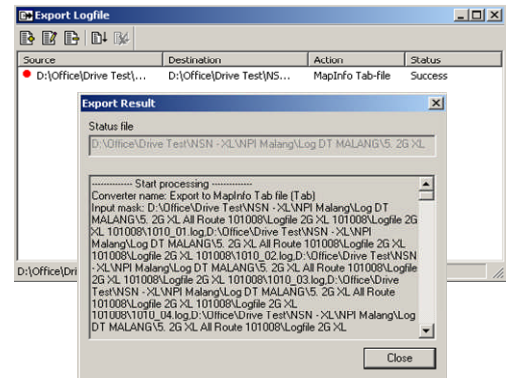 Export Logfile
Source Destination Action Status
D:\Office\Drive Test\... D:\Office\Drive Test\NS... MapInfo Tab-file Success
Export Result
Status file
D:\Office\Drive Test\NSN - XL\NPI Malang\Log DT MALANG\5. 2G XL
------------- Start processing -------------
Converter name: Export to MapInfo Tab file (Tab)
Input mask: D:\Office\Drive Test\NSN - XL\NPI Malang\Log DT
MALANG\5. 2G XL All Route 101008\Logfile 2G XL 101008\Logfile 2G
XL 101008\1010_01.log,D:\Office\Drive Test\NSN - XL\NPI
Malang\Log DT MALANG\5. 2G XL All Route 101008\Logfile 2G XL
101008\Logfile 2G XL 101008\1010_02.log,D:\Office\Drive Test\NSN
- XL\NPI Malang\Log DT MALANG\5. 2G XL All Route 101008\Logfile
2G XL 101008\Logfile 2G XL 101008\1010_03.log,D:\Office\Drive
Test\NSN - XL\NPI Malang\Log DT MALANG\5. 2G XL All Route
101008\Logfile 2G XL 101008\Logfile 2G XL
101008\1010_04.log,D:\Office\Drive Test\NSN - XL\NPI Malang\Log
DT MALANG\5. 2G XL All Route 101008\Logfile 2G XL
D:\Office\Dri
Close